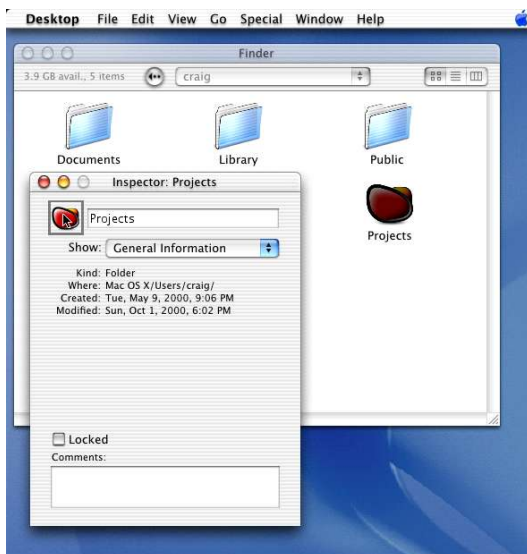 Desktop File Edit View Go Special Window Help
Finder
3.9 GB avail., 5 items craig
Documents Library Public
Inspector: Projects
Projects
Projects
Show: General Information
Kind: Folder
Where: Mac OS X/Users/craig/
Created: Tue, May 9, 2000, 9:06 PM
Modified: Sun, Oct 1, 2000, 6:02 PM
Locked
Comments: